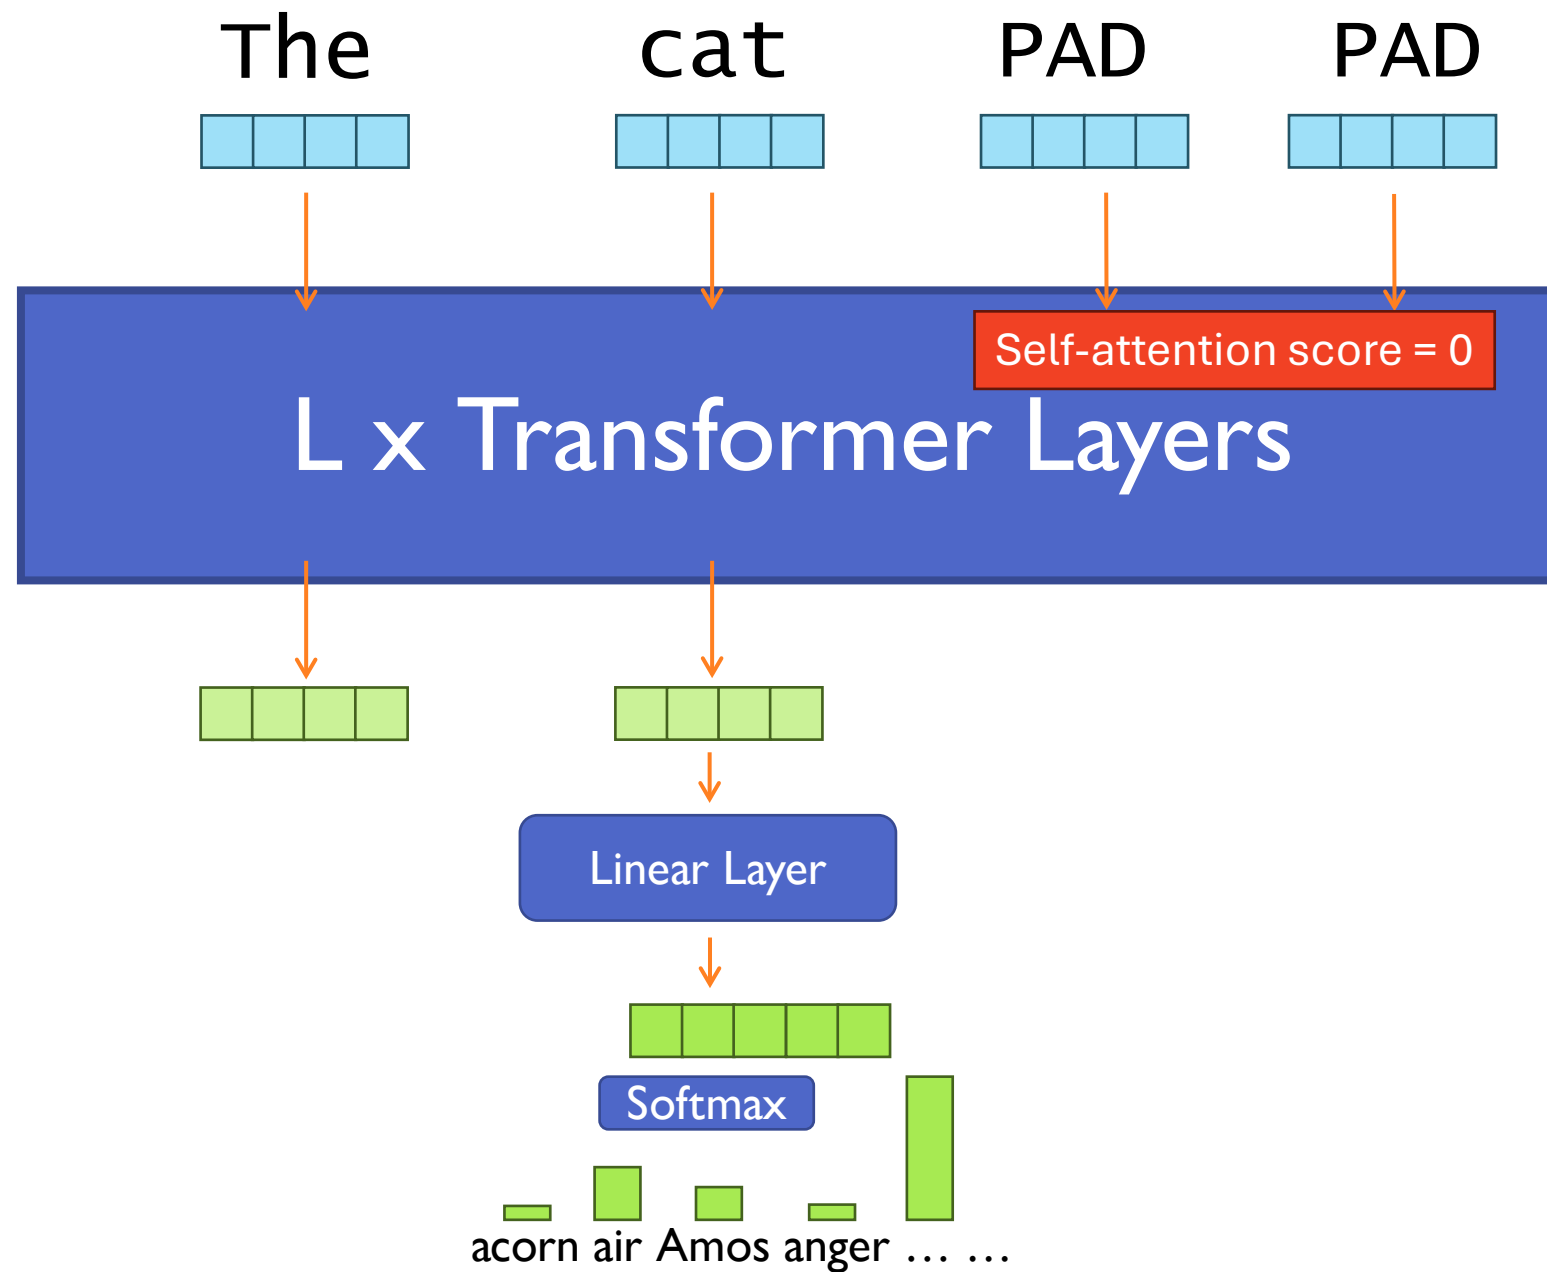 The cat PAD PAD
Self-attention score = 0
L x Transformer Layers
Linear Layer
Softmax
acorn air Amos anger … …